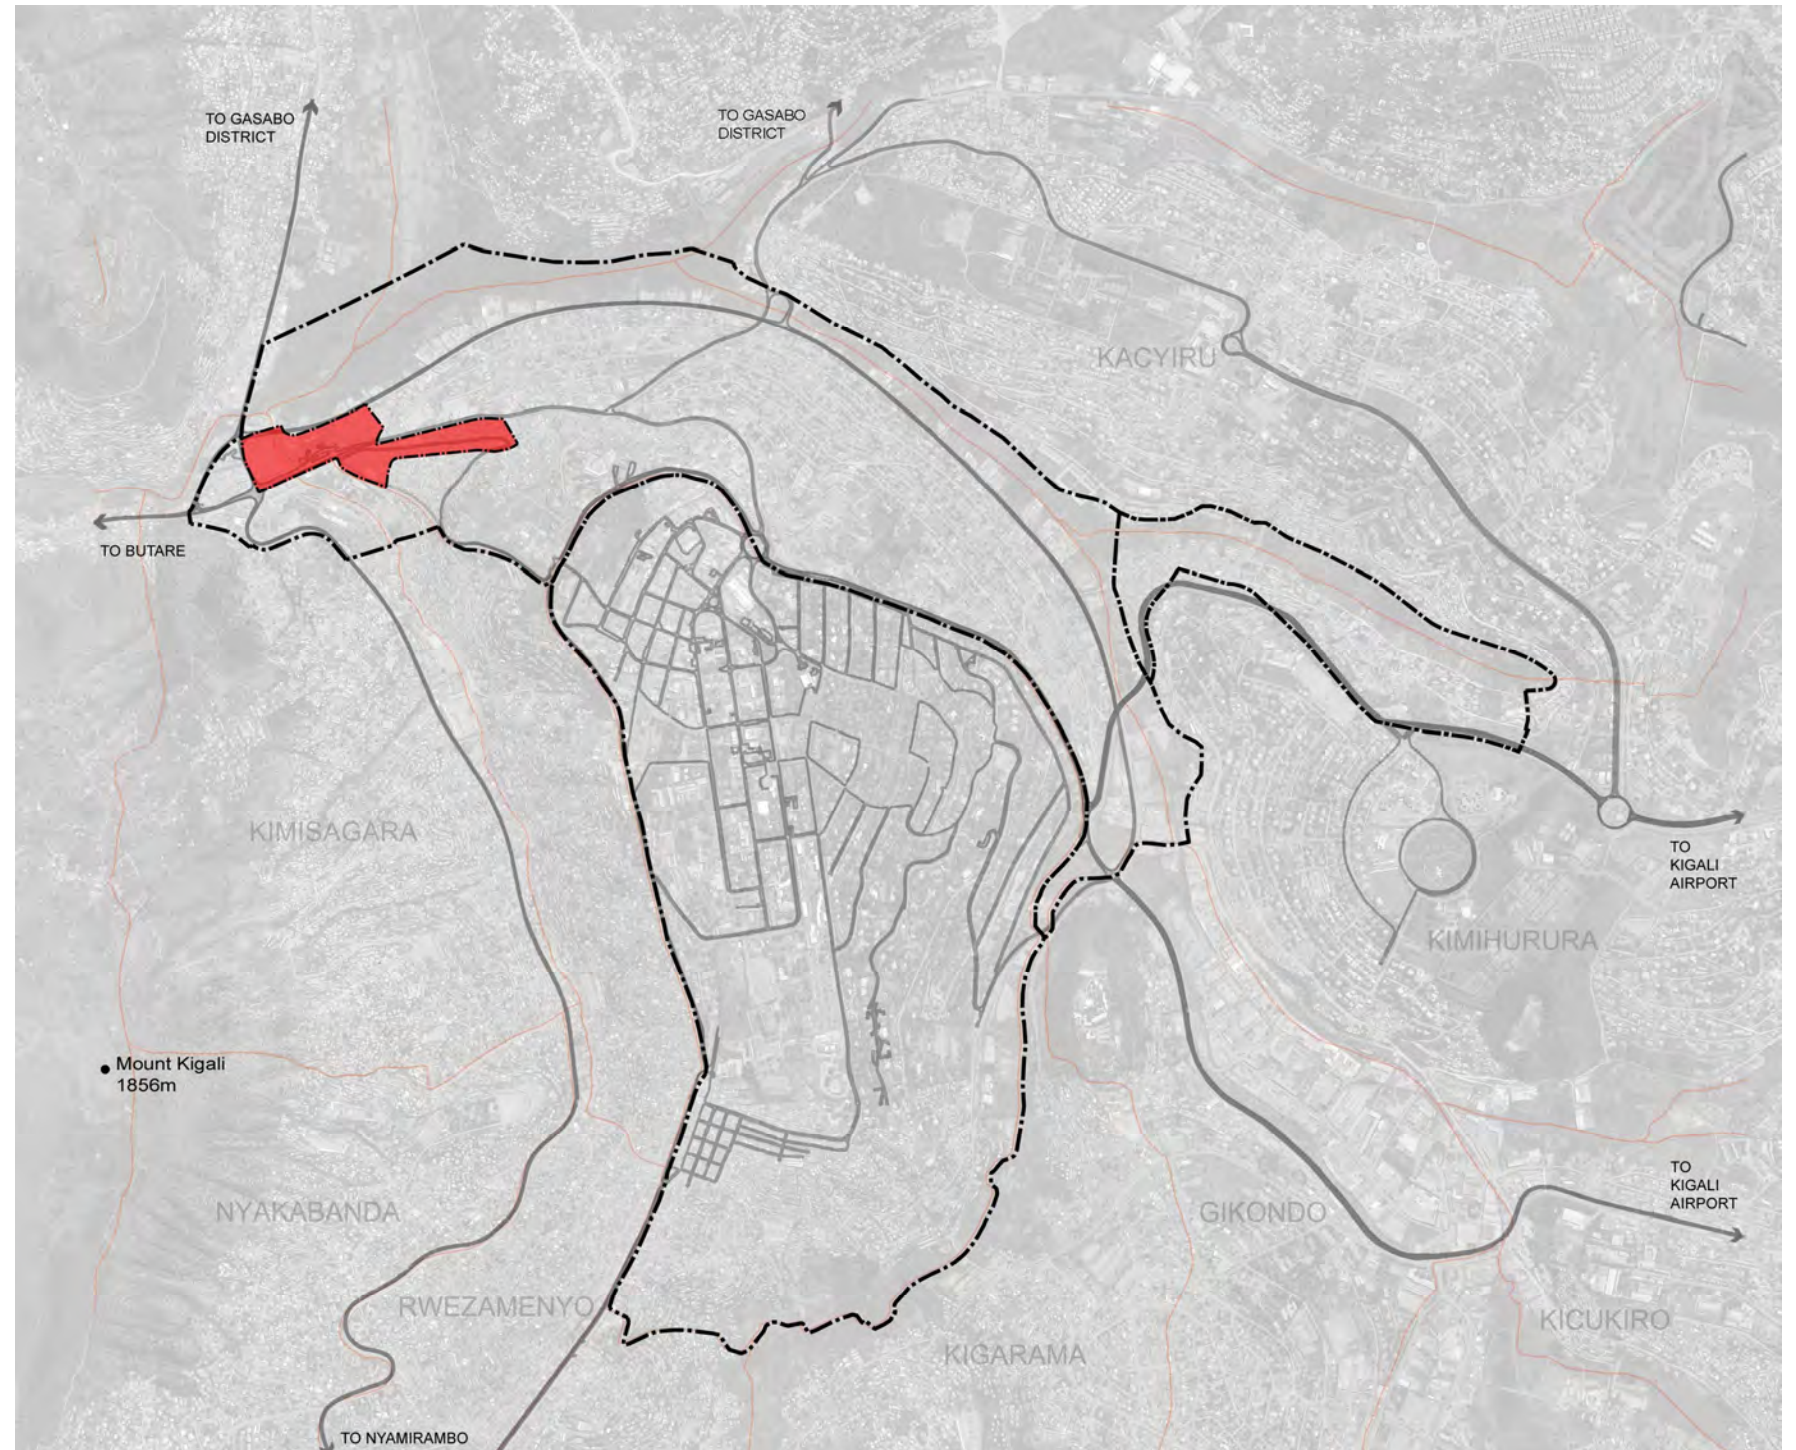 TO GASABO
DISTRICT
TO GASABO
DISTRICT
KACYIRU
TO BUTARE
KIMISAGARA
TO
KIGALI
AIRPORT
KIMIHURURA
Mount Kigali
1856m
TO
KIGALI
AIRPORT
NYAKABANDA
GIKONDO
RWEZAMENYO
KICUKIRO
KIGARAMA
TO NYAMIRAMBO